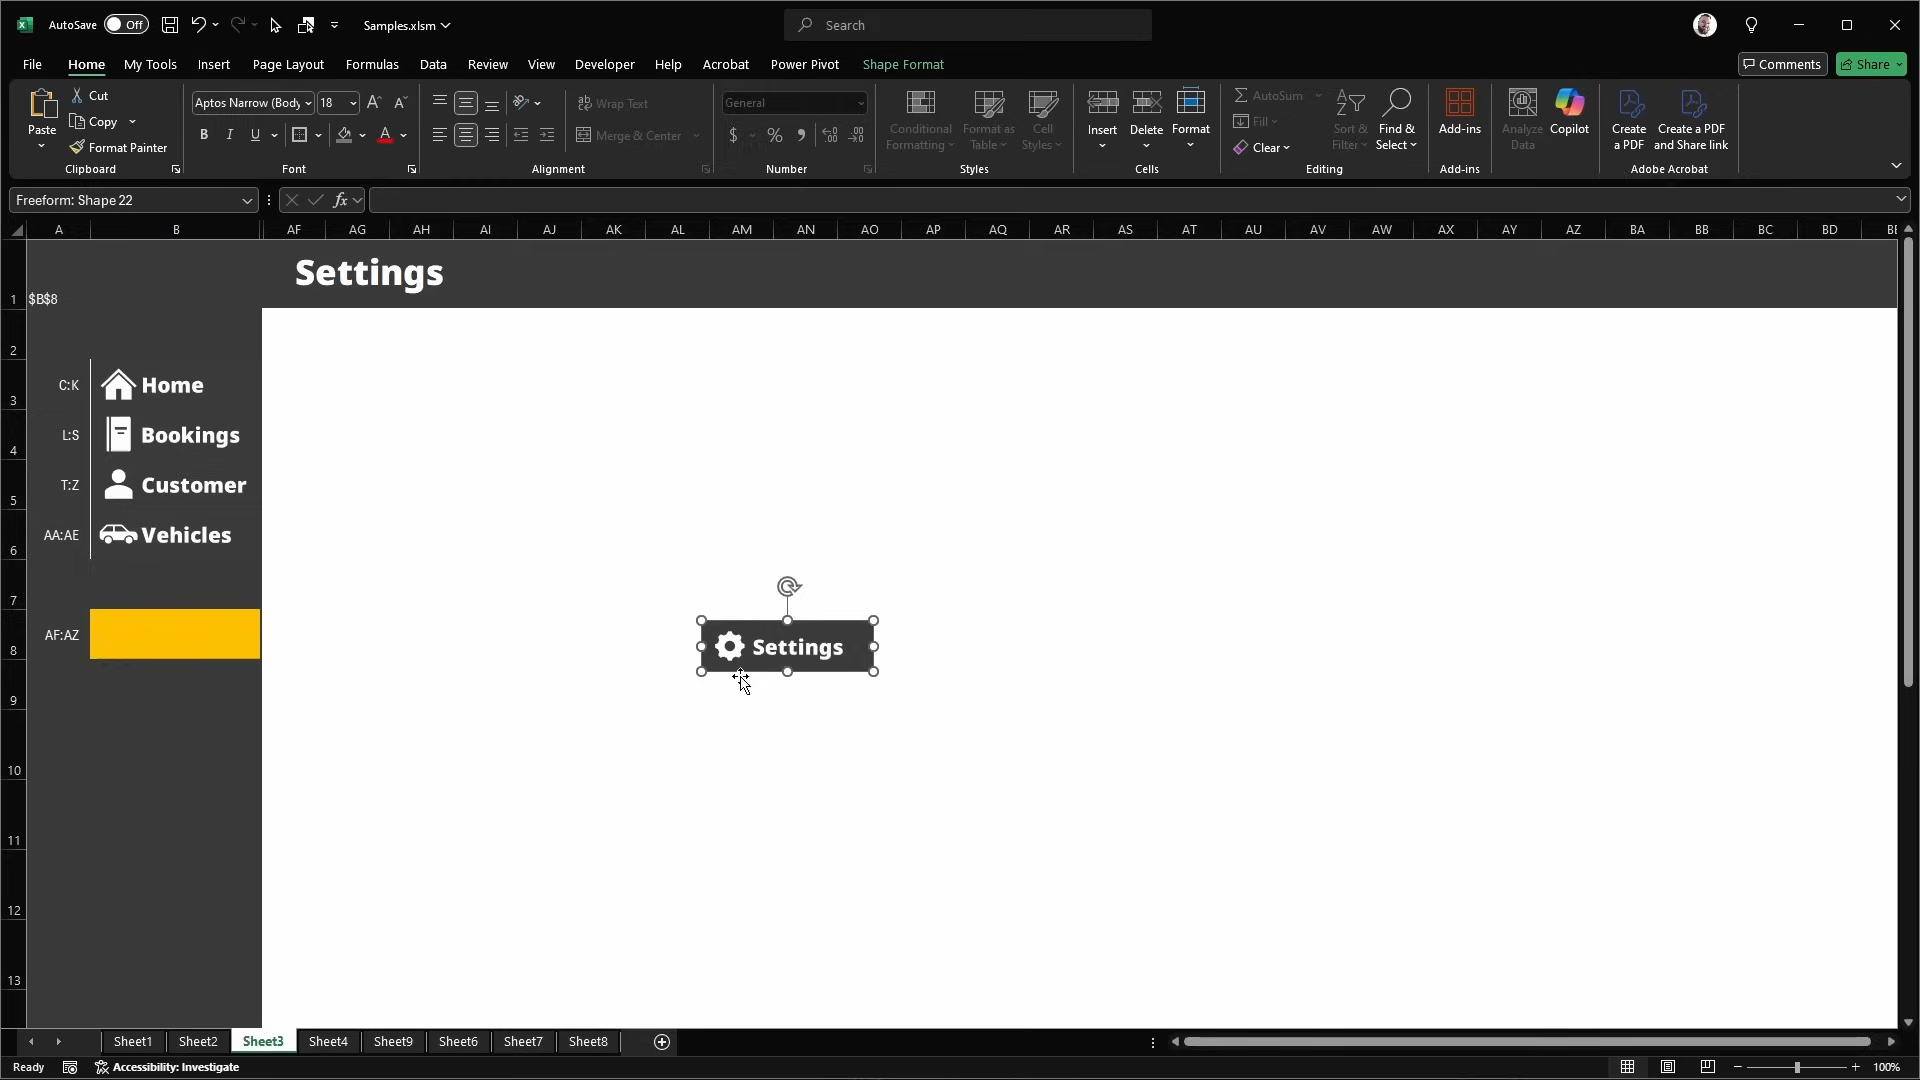 AutoSave Off Samples.xlsm Search
File Home My Tools Insert Page Layout Formulas Data Review View Developer Help Acrobat Power Pivot Shape Format Comments Share
Paste Cut Copy Format Painter Clipboard
Aptos Narrow (Body 18 B I U A Font
Wrap Text Merge & Center Alignment
General $ % Number
Conditional Formatting Format as Table Cell Styles Styles
Insert Delete Format Cells
AutoSum Fill Clear Sort & Filter Find & Select Editing
Add-ins Add-ins
Analyze Data Copilot
Create a PDF Create a PDF and Share link Adobe Acrobat
Freeform: Shape 22 fx
A B AF AG AH AI AJ AK AL AM AN AO AP AQ AR AS AT AU AV AW AX AY AZ BA BB BC BD BE
Settings
1 $B$8
2
C:K Home
3
L:S Bookings
4
T:Z Customer
5
AA:AE Vehicles
6
7
AF:AZ Settings
8
9
10
11
12
13
Sheet1 Sheet2 Sheet3 Sheet4 Sheet9 Sheet6 Sheet7 Sheet8
Ready Accessibility: Investigate 100%